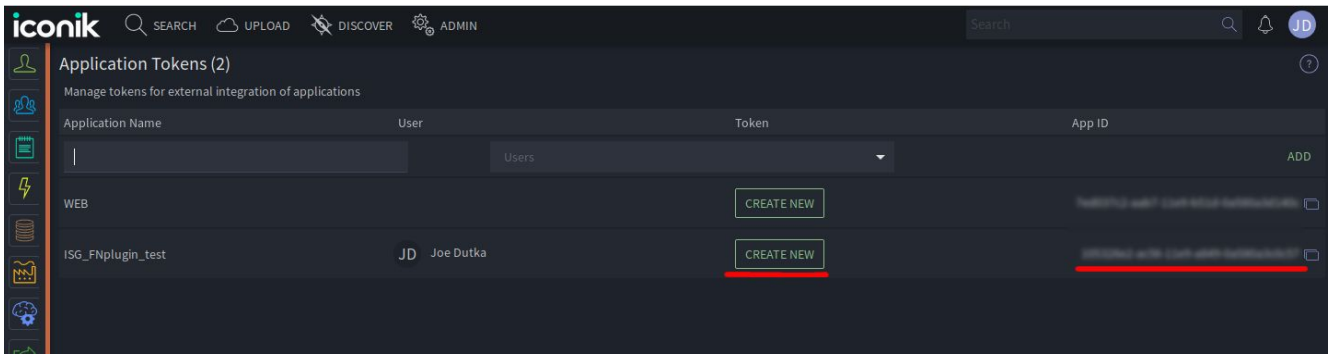 iconik SEARCH UPLOAD DISCOVER ADMIN Search JD
Application Tokens (2) ?
Manage tokens for external integration of applications
Application Name User Token App ID
Users ADD
WEB CREATE NEW
ISG_FNplugin_test JD Joe Dutka CREATE NEW